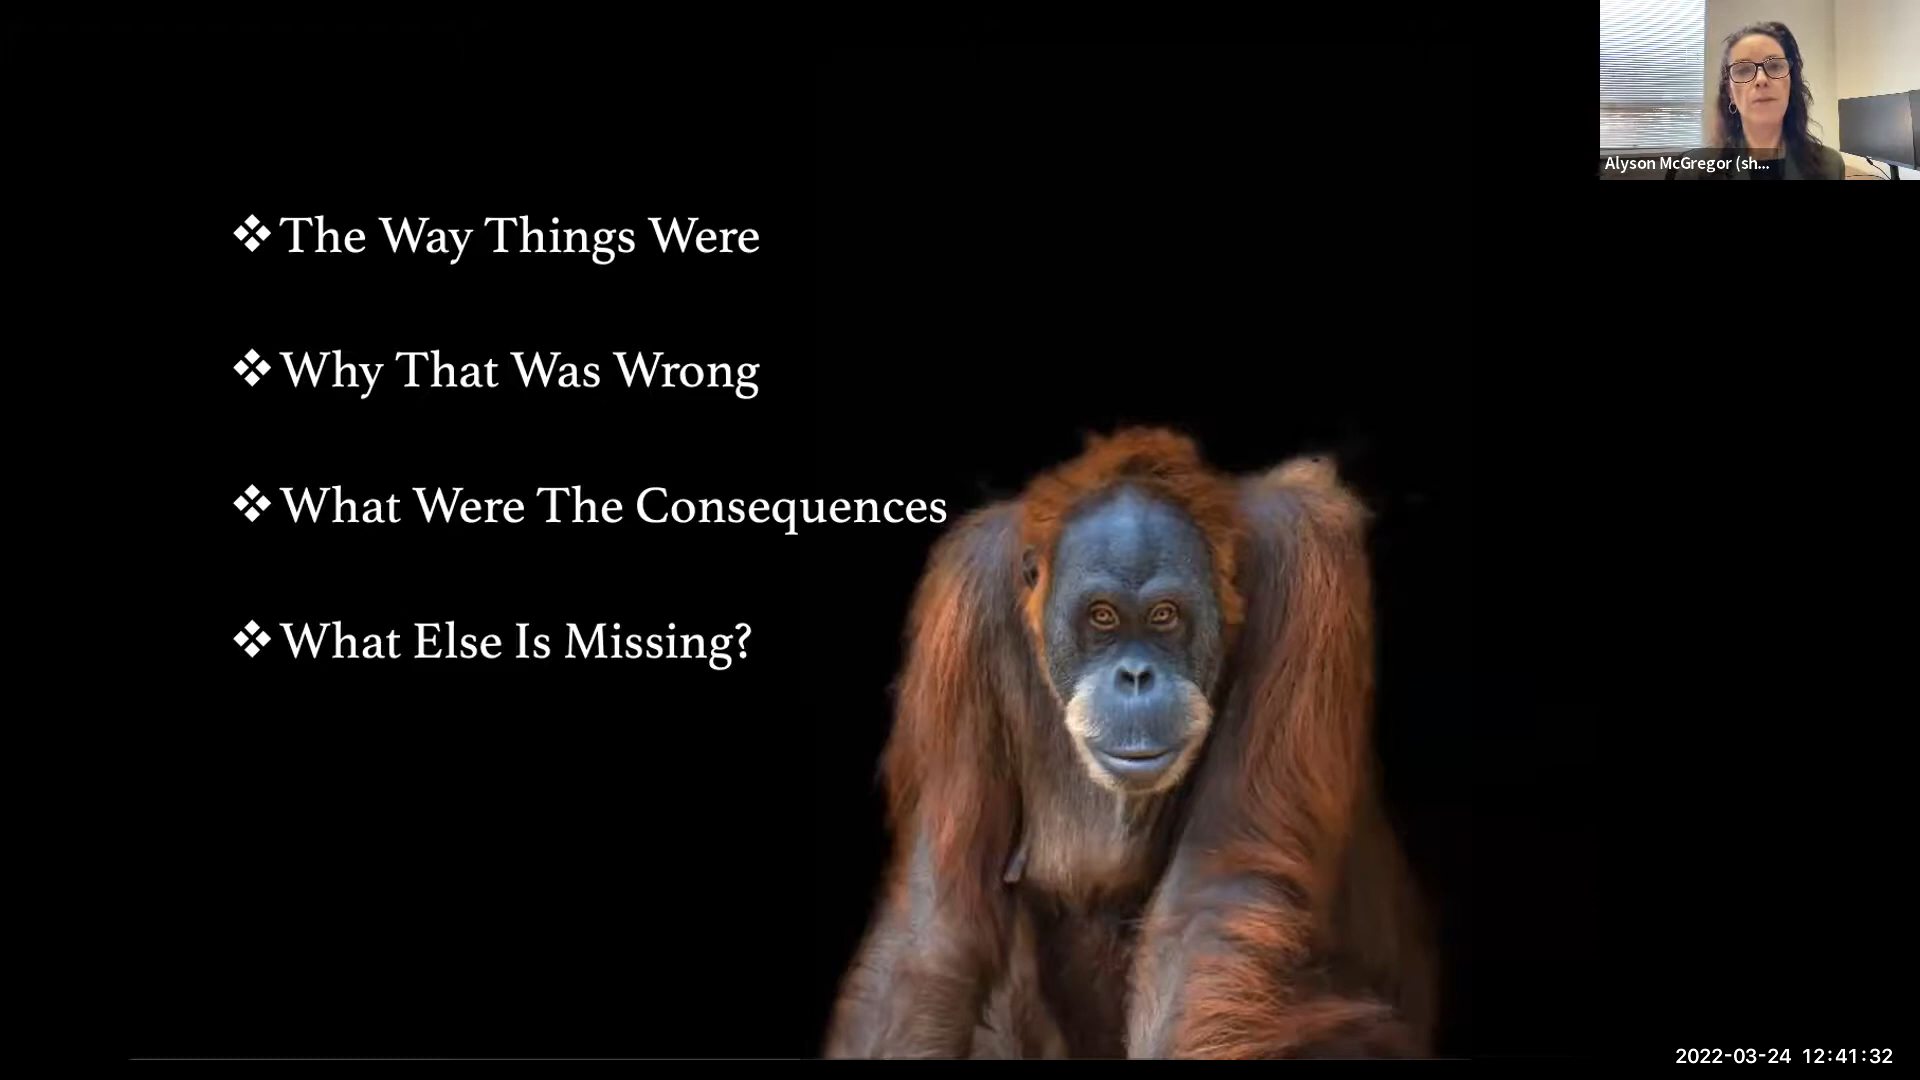 Alyson McGregor (sh...
❖ The Way Things Were
❖ Why That Was Wrong
❖ What Were The Consequences
❖ What Else Is Missing?
2022-03-24 12:41:32